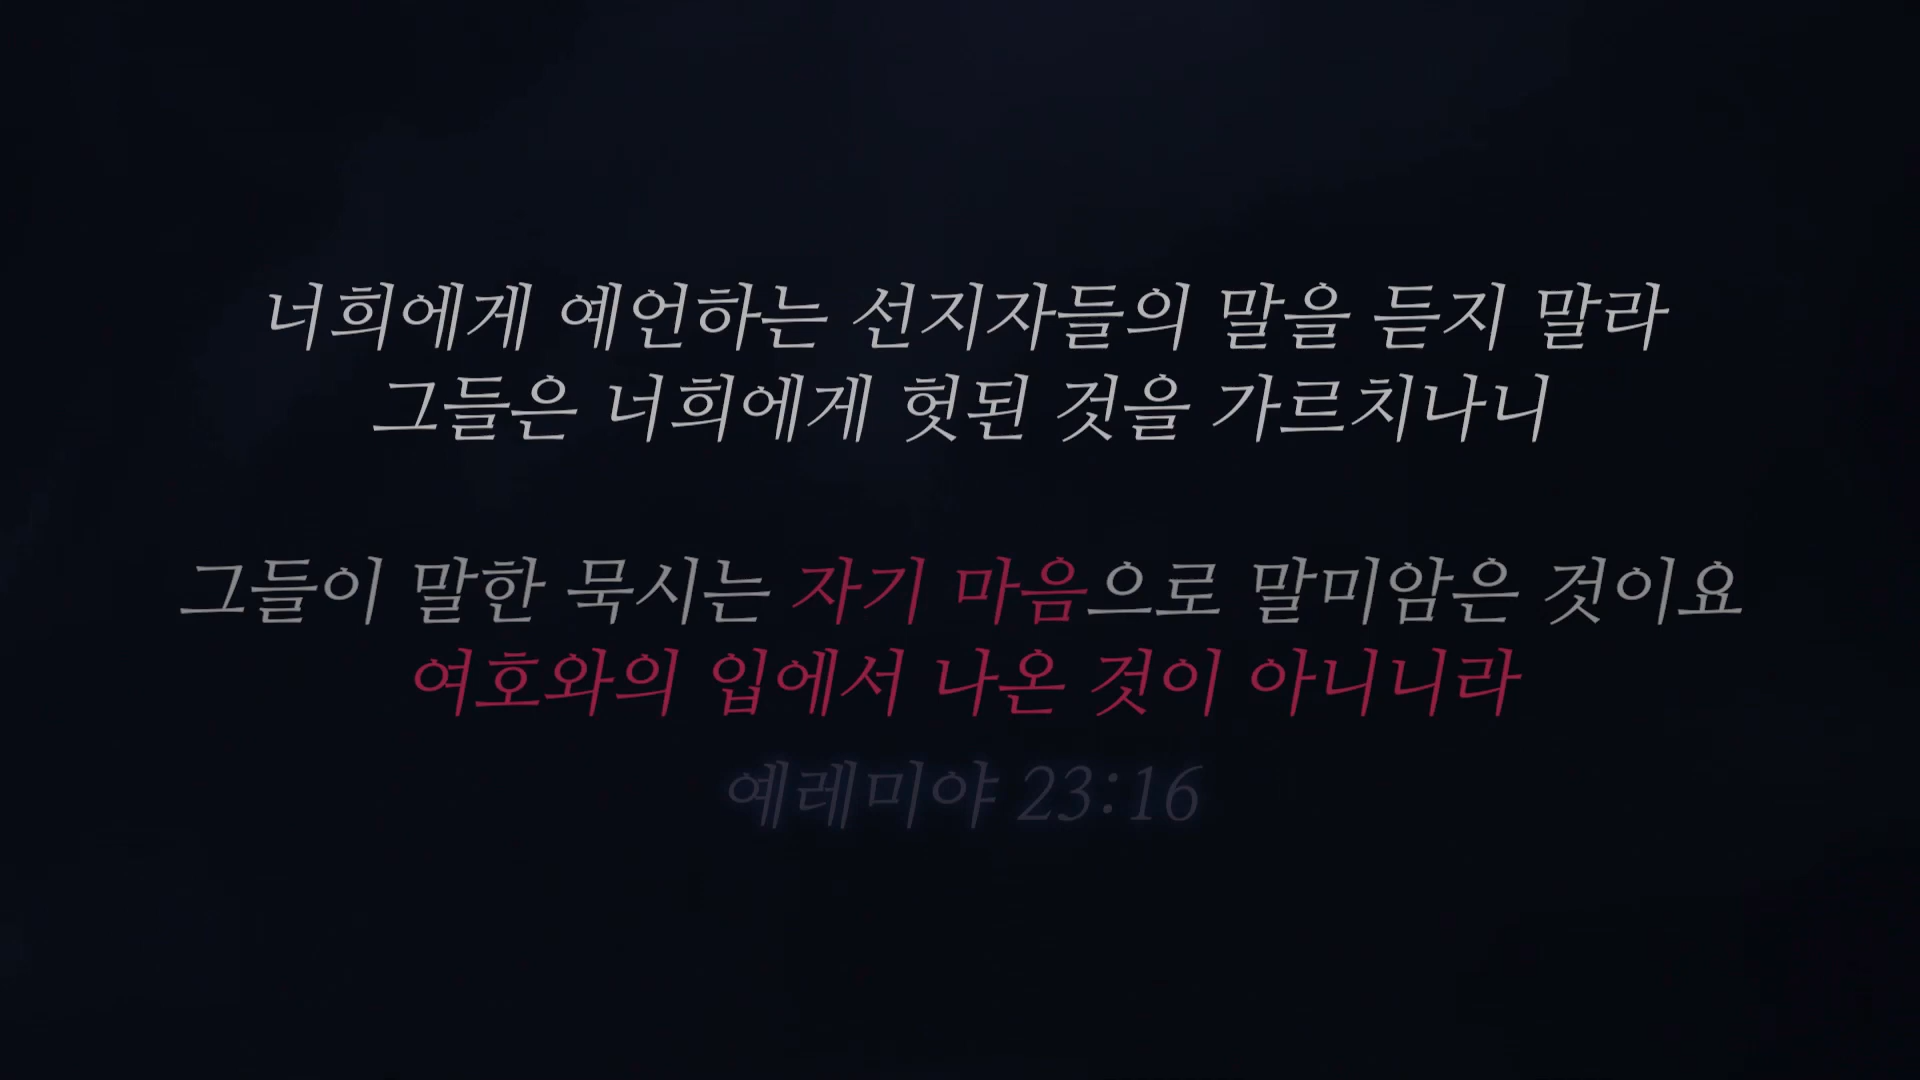 너희에게 예언하는 선지자들의 말을 듣지 말라
그들은 너희에게 헛된 것을 가르치나니
그들이 말한 묵시는 자기 마음으로 말미암은 것이요
여호와의 입에서 나온 것이 아니니라
예레미야 23:16